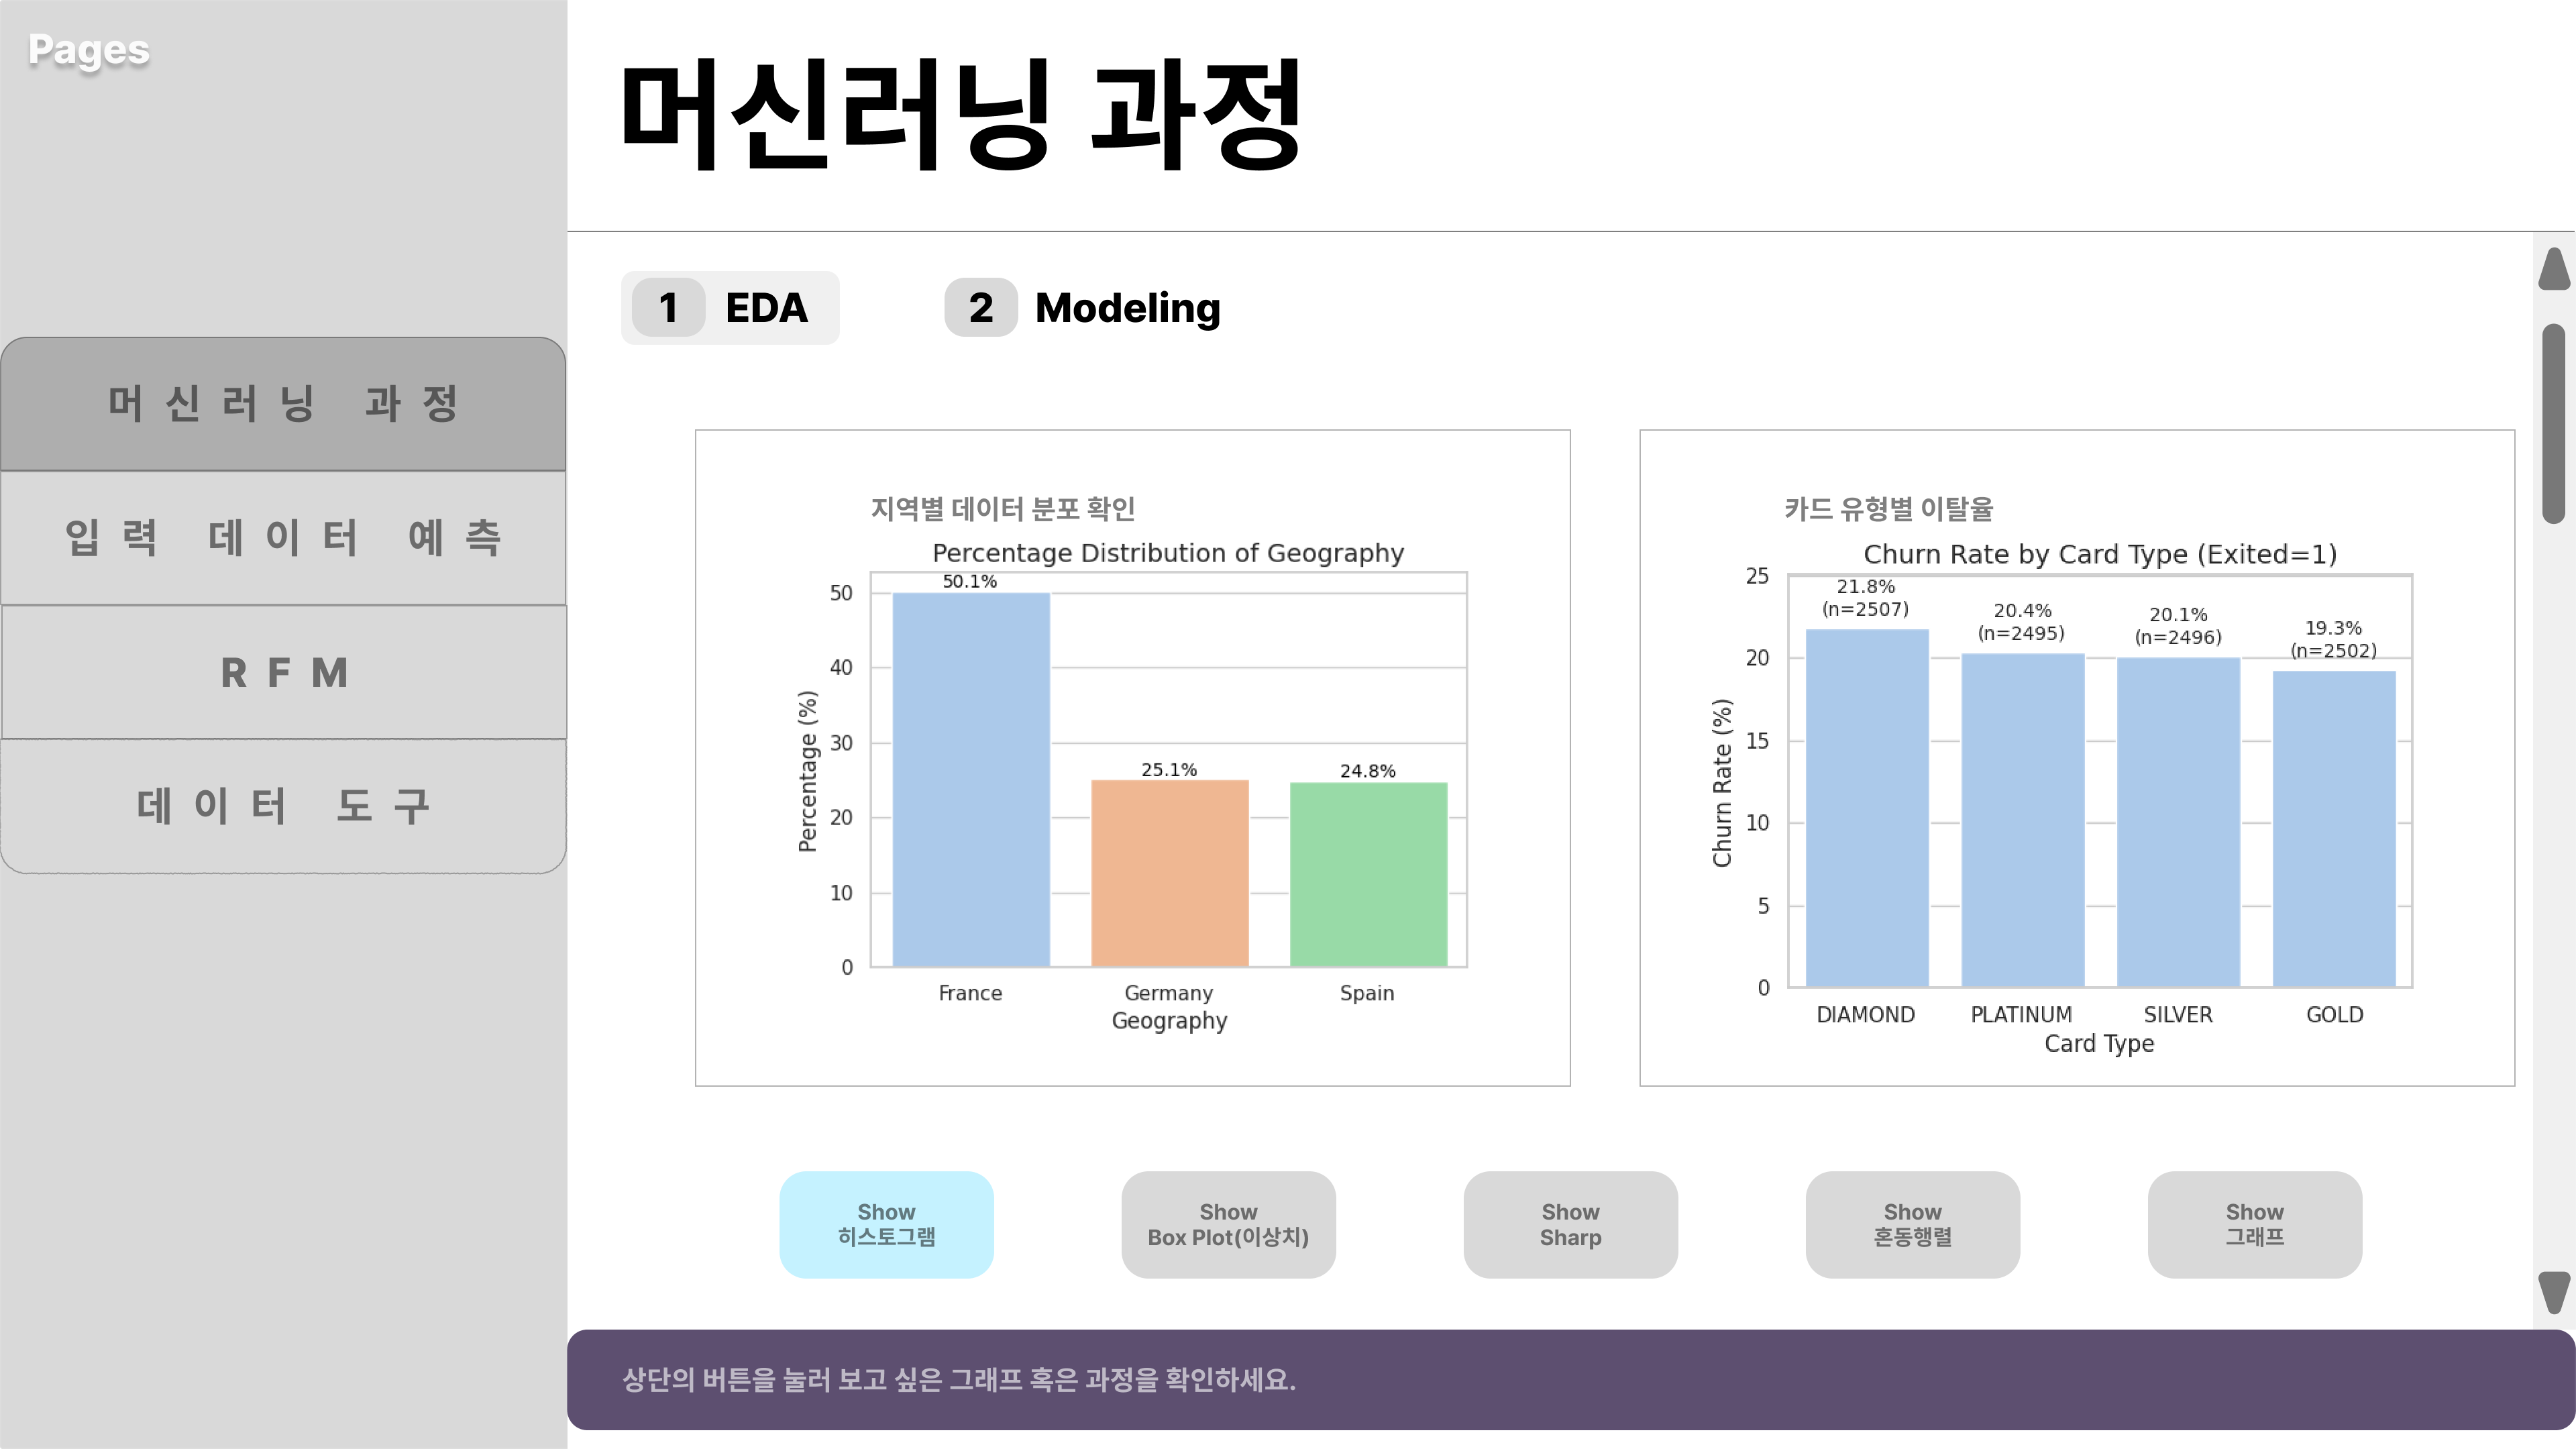 Pages
머신러닝 과정
입력 데이터 예측
RFM
데이터 도구
머신러닝 과정
1 EDA
2 Modeling
지역별 데이터 분포 확인
Percentage Distribution of Geography
50.1%
25.1%
24.8%
50
40
30
20
10
0
Percentage (%)
France
Germany
Spain
Geography
카드 유형별 이탈율
Churn Rate by Card Type (Exited=1)
21.8%
(n=2507)
20.4%
(n=2495)
20.1%
(n=2496)
19.3%
(n=2502)
25
20
15
10
5
0
Churn Rate (%)
DIAMOND
PLATINUM
SILVER
GOLD
Card Type
Show
히스토그램
Show
Box Plot(이상치)
Show
Sharp
Show
혼동행렬
Show
그래프
상단의 버튼을 눌러 보고 싶은 그래프 혹은 과정을 확인하세요.